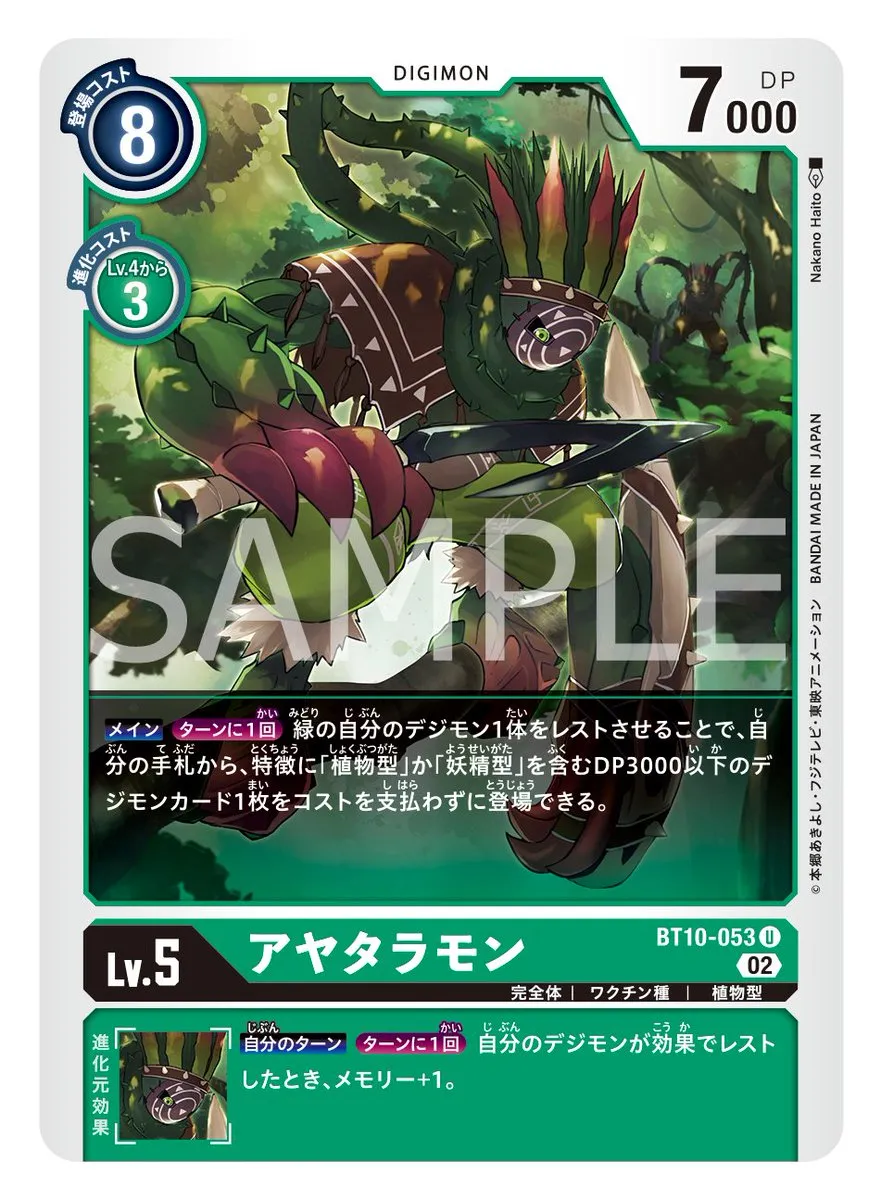 DIGIMON
登場コスト
8
7000
DP
進化コスト
Lv.4から
3
Nakano Haito
BANDAI MADE IN JAPAN
© 本郷あきよし・フジテレビ・東映アニメーション
SAMPLE
メイン ターンに1回 緑の自分のデジモン1体をレストさせることで、自
分の手札から、特徴に「植物型」か「妖精型」を含むDP3000以下のデ
ジモンカード1枚をコストを支払わずに登場できる。
Lv.5
アヤタラモン
BT10-053 U
02
完全体 | ワクチン種 | 植物型
進化元効果
自分のターン ターンに1回 自分のデジモンが効果でレスト
したとき、メモリー+1。